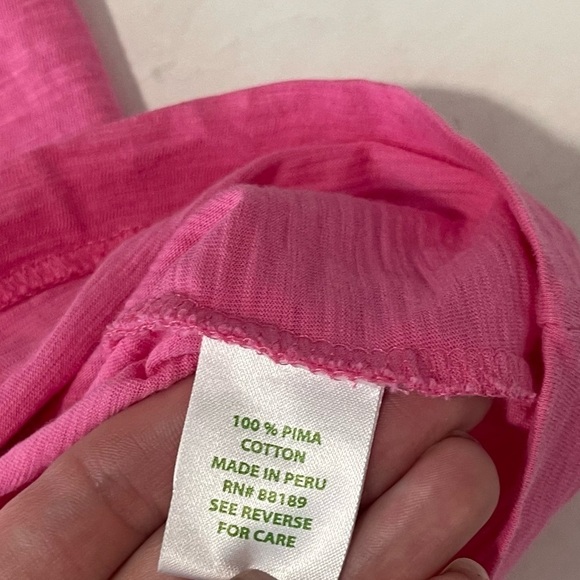 100 % PIMA
COTTON
MADE IN PERU
RN# 88189
SEE REVERSE
FOR CARE